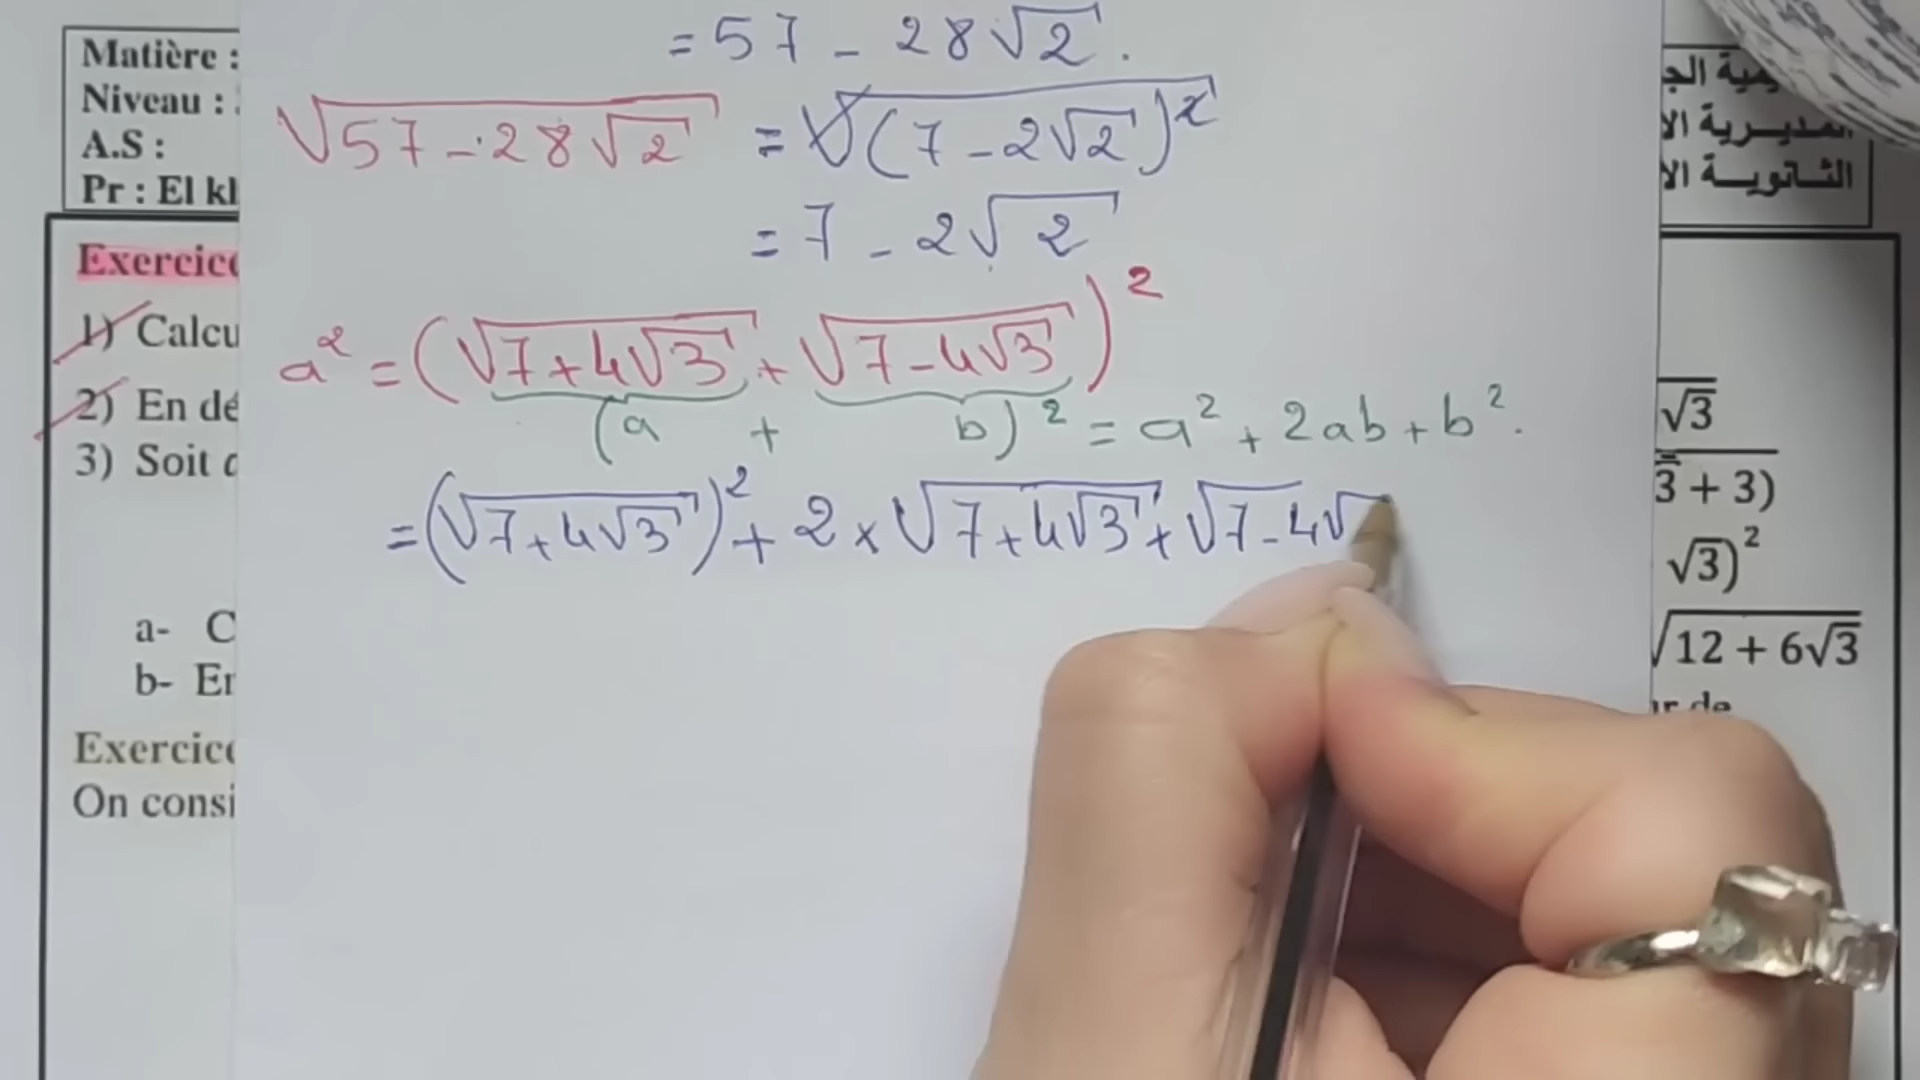 = 57 - 28√2.
Matière :
Niveau :
A.S :
Pr : El kl
√(57 - 28√2) = √((7 - 2√2)²)
= 7 - 2√2
Exercice
1) Calcu
a² = (√(7+4√3) + √(7-4√3))²
2) En dé
(a + b)² = a² + 2ab + b².
√3
3) Soit
3 + 3)
= (√(7+4√3))² + 2 × √(7+4√3) + √(7-4√
√3)²
a- C
√(12 + 6√3)
b- En
Exercice
On consi